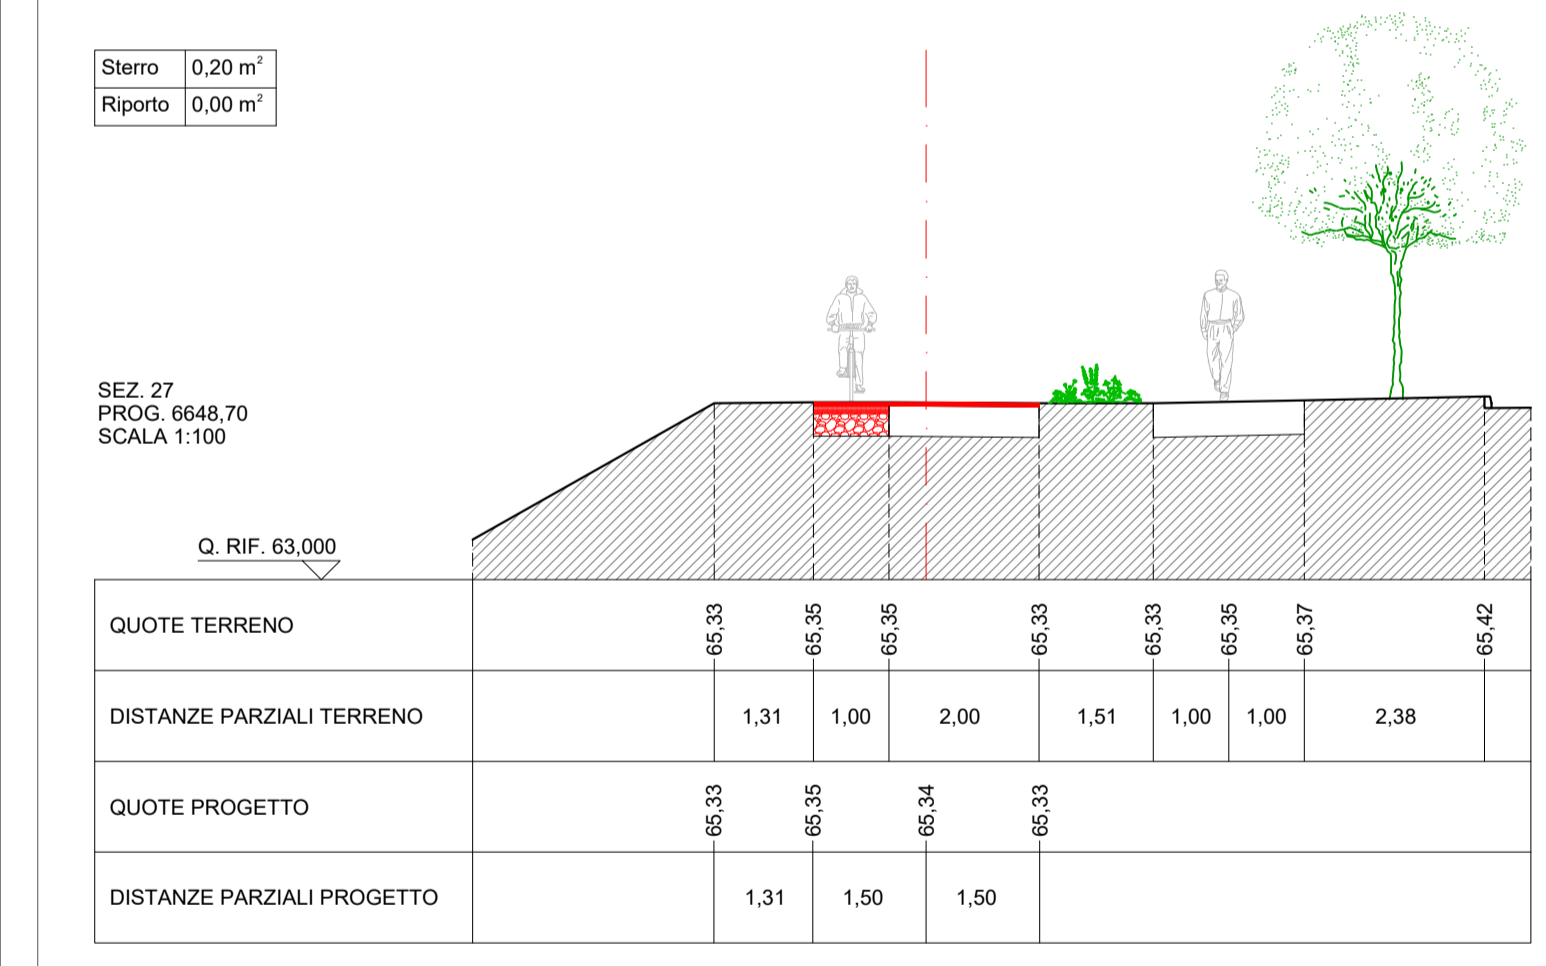 Sterro 0,20 m²
Riporto 0,00 m²
SEZ. 27
PROG. 6648,70
SCALA 1:100
Q. RIF. 63,000
QUOTE TERRENO 65,33 65,35 65,35 65,33 65,33 65,35 65,37 65,42
DISTANZE PARZIALI TERRENO 1,31 1,00 2,00 1,51 1,00 1,00 2,38
QUOTE PROGETTO 65,33 65,35 65,34 65,33
DISTANZE PARZIALI PROGETTO 1,31 1,50 1,50